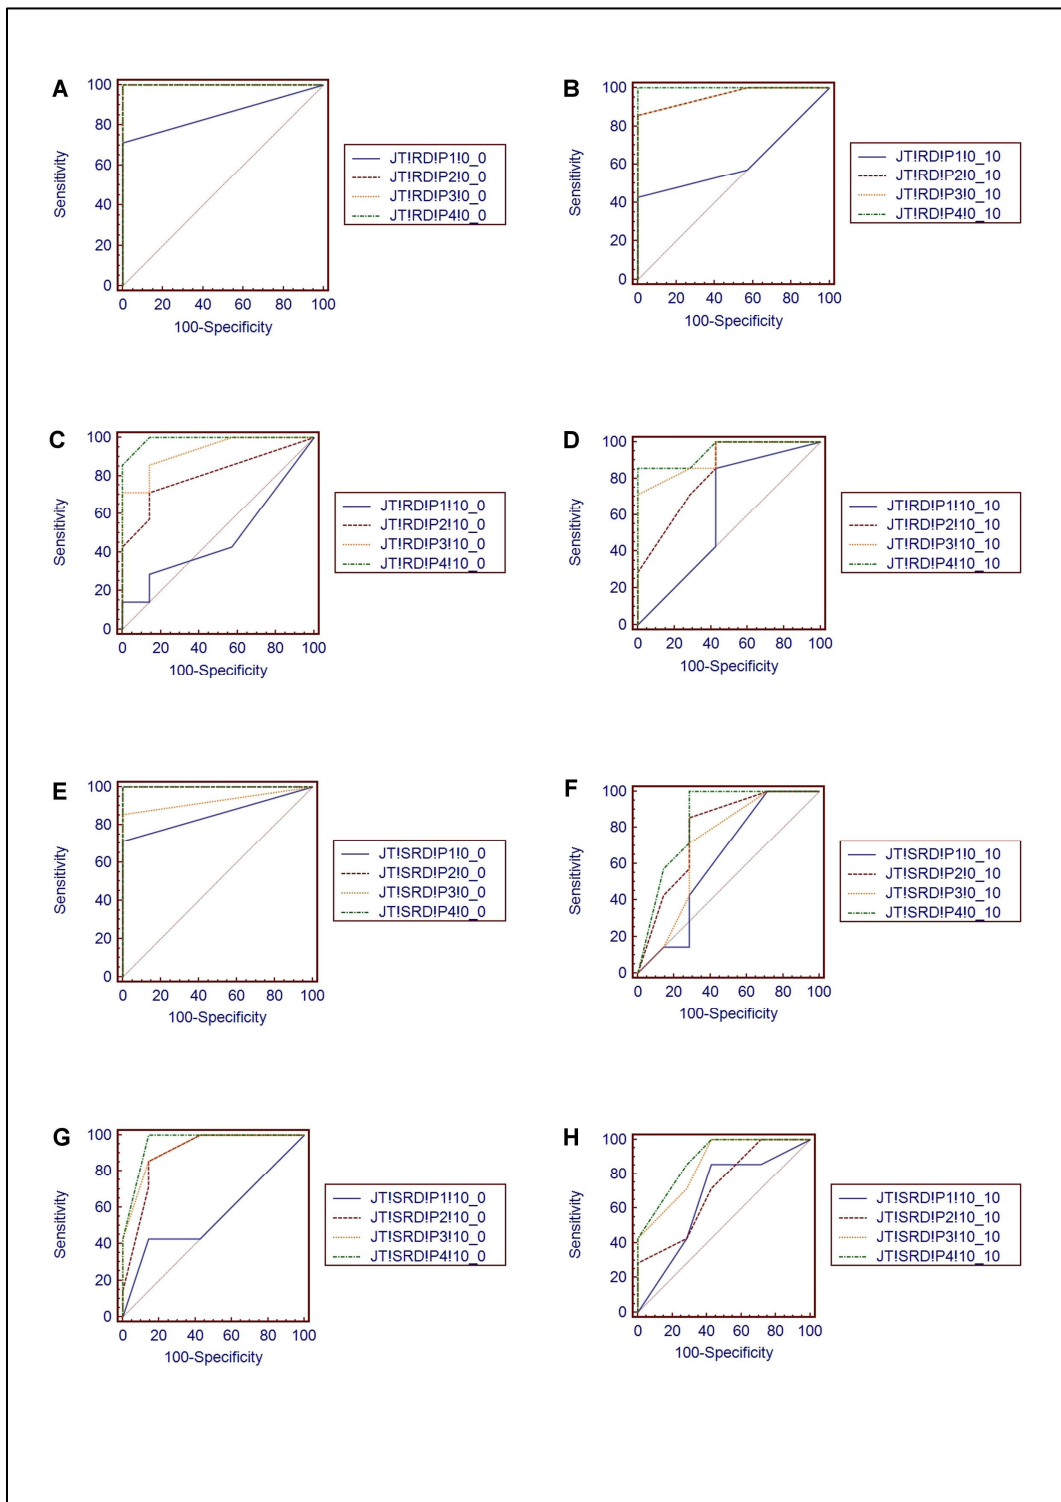 A
100
80
60
40
20
0
Sensitivity
0 20 40 60 80 100
100-Specificity
JT!RD!P1!0_0
JT!RD!P2!0_0
JT!RD!P3!0_0
JT!RD!P4!0_0
B
100
80
60
40
20
0
Sensitivity
0 20 40 60 80 100
100-Specificity
JT!RD!P1!0_10
JT!RD!P2!0_10
JT!RD!P3!0_10
JT!RD!P4!0_10
C
100
80
60
40
20
0
Sensitivity
0 20 40 60 80 100
100-Specificity
JT!RD!P1!10_0
JT!RD!P2!10_0
JT!RD!P3!10_0
JT!RD!P4!10_0
D
100
80
60
40
20
0
Sensitivity
0 20 40 60 80 100
100-Specificity
JT!RD!P1!10_10
JT!RD!P2!10_10
JT!RD!P3!10_10
JT!RD!P4!10_10
E
100
80
60
40
20
0
Sensitivity
0 20 40 60 80 100
100-Specificity
JT!SRD!P1!0_0
JT!SRD!P2!0_0
JT!SRD!P3!0_0
JT!SRD!P4!0_0
F
100
80
60
40
20
0
Sensitivity
0 20 40 60 80 100
100-Specificity
JT!SRD!P1!0_10
JT!SRD!P2!0_10
JT!SRD!P3!0_10
JT!SRD!P4!0_10
G
100
80
60
40
20
0
Sensitivity
0 20 40 60 80 100
100-Specificity
JT!SRD!P1!10_0
JT!SRD!P2!10_0
JT!SRD!P3!10_0
JT!SRD!P4!10_0
H
100
80
60
40
20
0
Sensitivity
0 20 40 60 80 100
100-Specificity
JT!SRD!P1!10_10
JT!SRD!P2!10_10
JT!SRD!P3!10_10
JT!SRD!P4!10_10